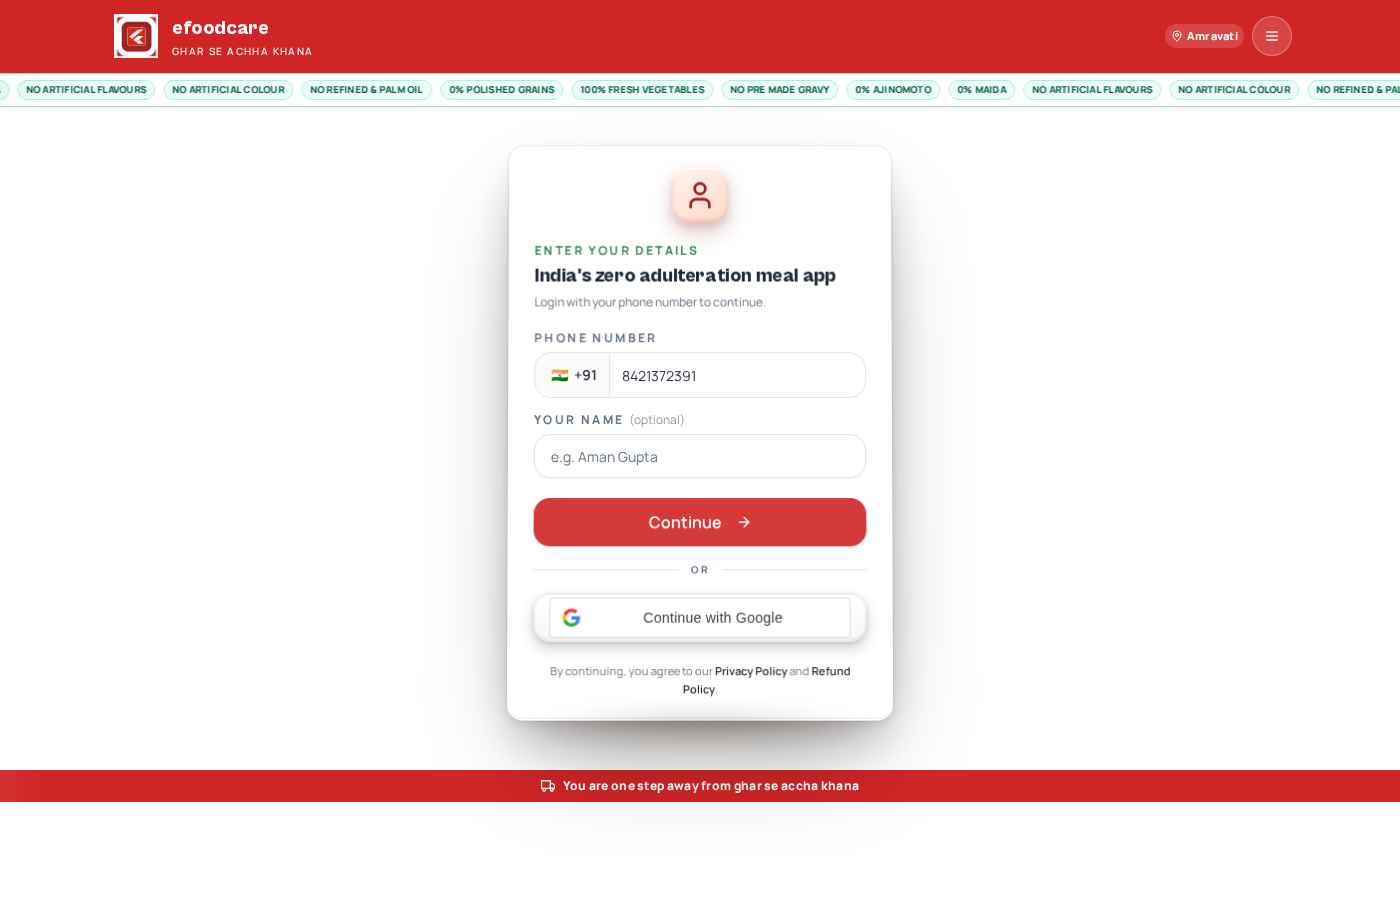 efoodcare
GHAR SE ACHHA KHANA
Amravati
NO ARTIFICIAL FLAVOURS NO ARTIFICIAL COLOUR NO REFINED & PALM OIL 0% POLISHED GRAINS 100% FRESH VEGETABLES NO PRE MADE GRAVY 0% AJINOMOTO 0% MAIDA NO ARTIFICIAL FLAVOURS NO ARTIFICIAL COLOUR NO REFINED &
ENTER YOUR DETAILS
India's zero adulteration meal app
Login with your phone number to continue.
PHONE NUMBER
+91 8421372391
YOUR NAME (optional)
e.g. Aman Gupta
Continue
OR
Continue with Google
By continuing, you agree to our Privacy Policy and Refund
Policy
You are one step away from ghar se accha khana